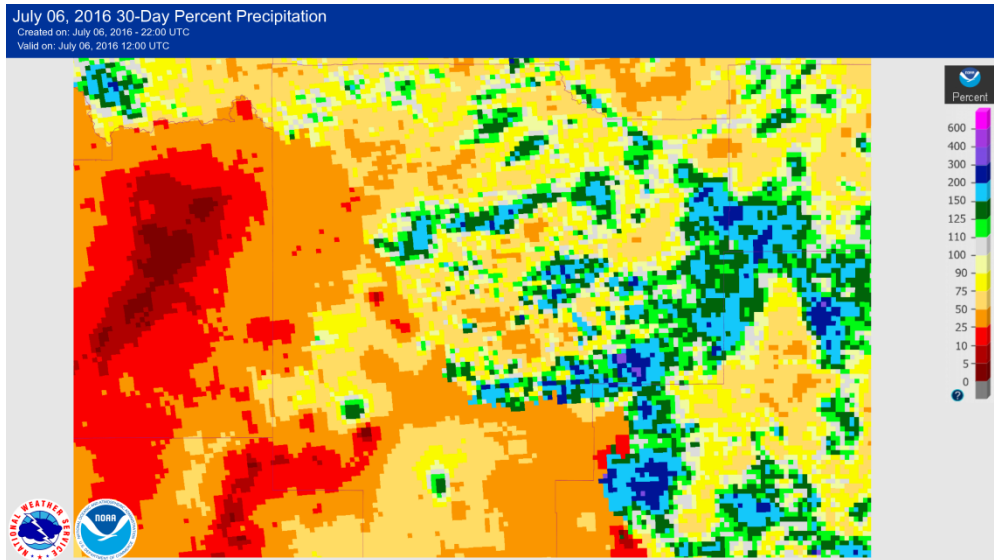 July 06, 2016 30-Day Percent Precipitation
Created on: July 06, 2016 - 22:00 UTC
Valid on: July 06, 2016 12:00 UTC
Percent
600
400
300
200
150
125
110
100
90
75
50
25
10
5
0
?
NATIONAL WEATHER SERVICE
NOAA